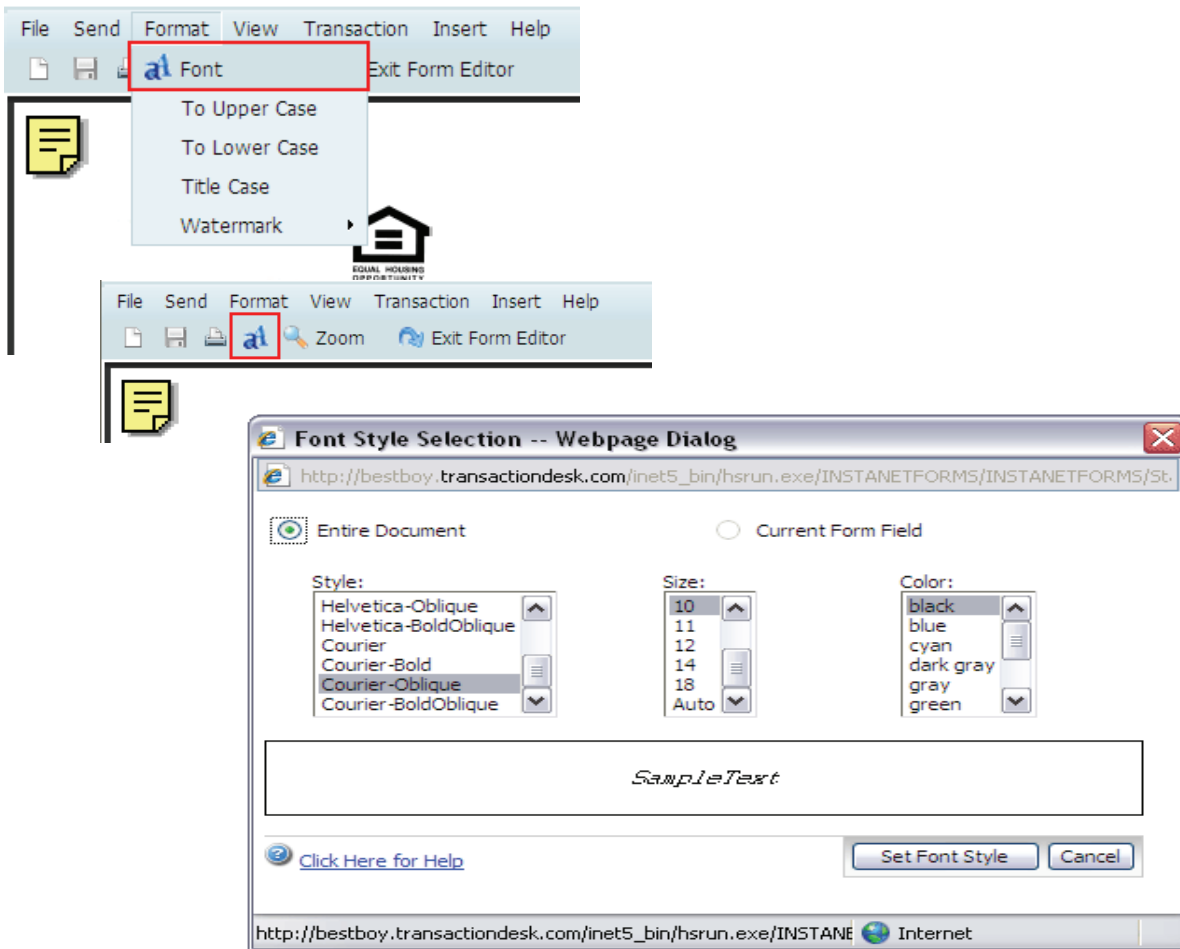 File Send Format View Transaction Insert Help
Font
Exit Form Editor
To Upper Case
To Lower Case
Title Case
Watermark
EQUAL HOUSING
OPPORTUNITY
File Send Format View Transaction Insert Help
Zoom Exit Form Editor
Font Style Selection -- Webpage Dialog
http://bestboy.transactiondesk.com/inet5_bin/hsrun.exe/INSTANETFORMS/INSTANETFORMS/St
Entire Document Current Form Field
Style: Size: Color:
Helvetica-Oblique 10 black
Helvetica-BoldOblique 11 blue
Courier 12 cyan
Courier-Bold 14 dark gray
Courier-Oblique 18 gray
Courier-BoldOblique Auto green
SampleText
Click Here for Help Set Font Style Cancel
http://bestboy.transactiondesk.com/inet5_bin/hsrun.exe/INSTANE Internet